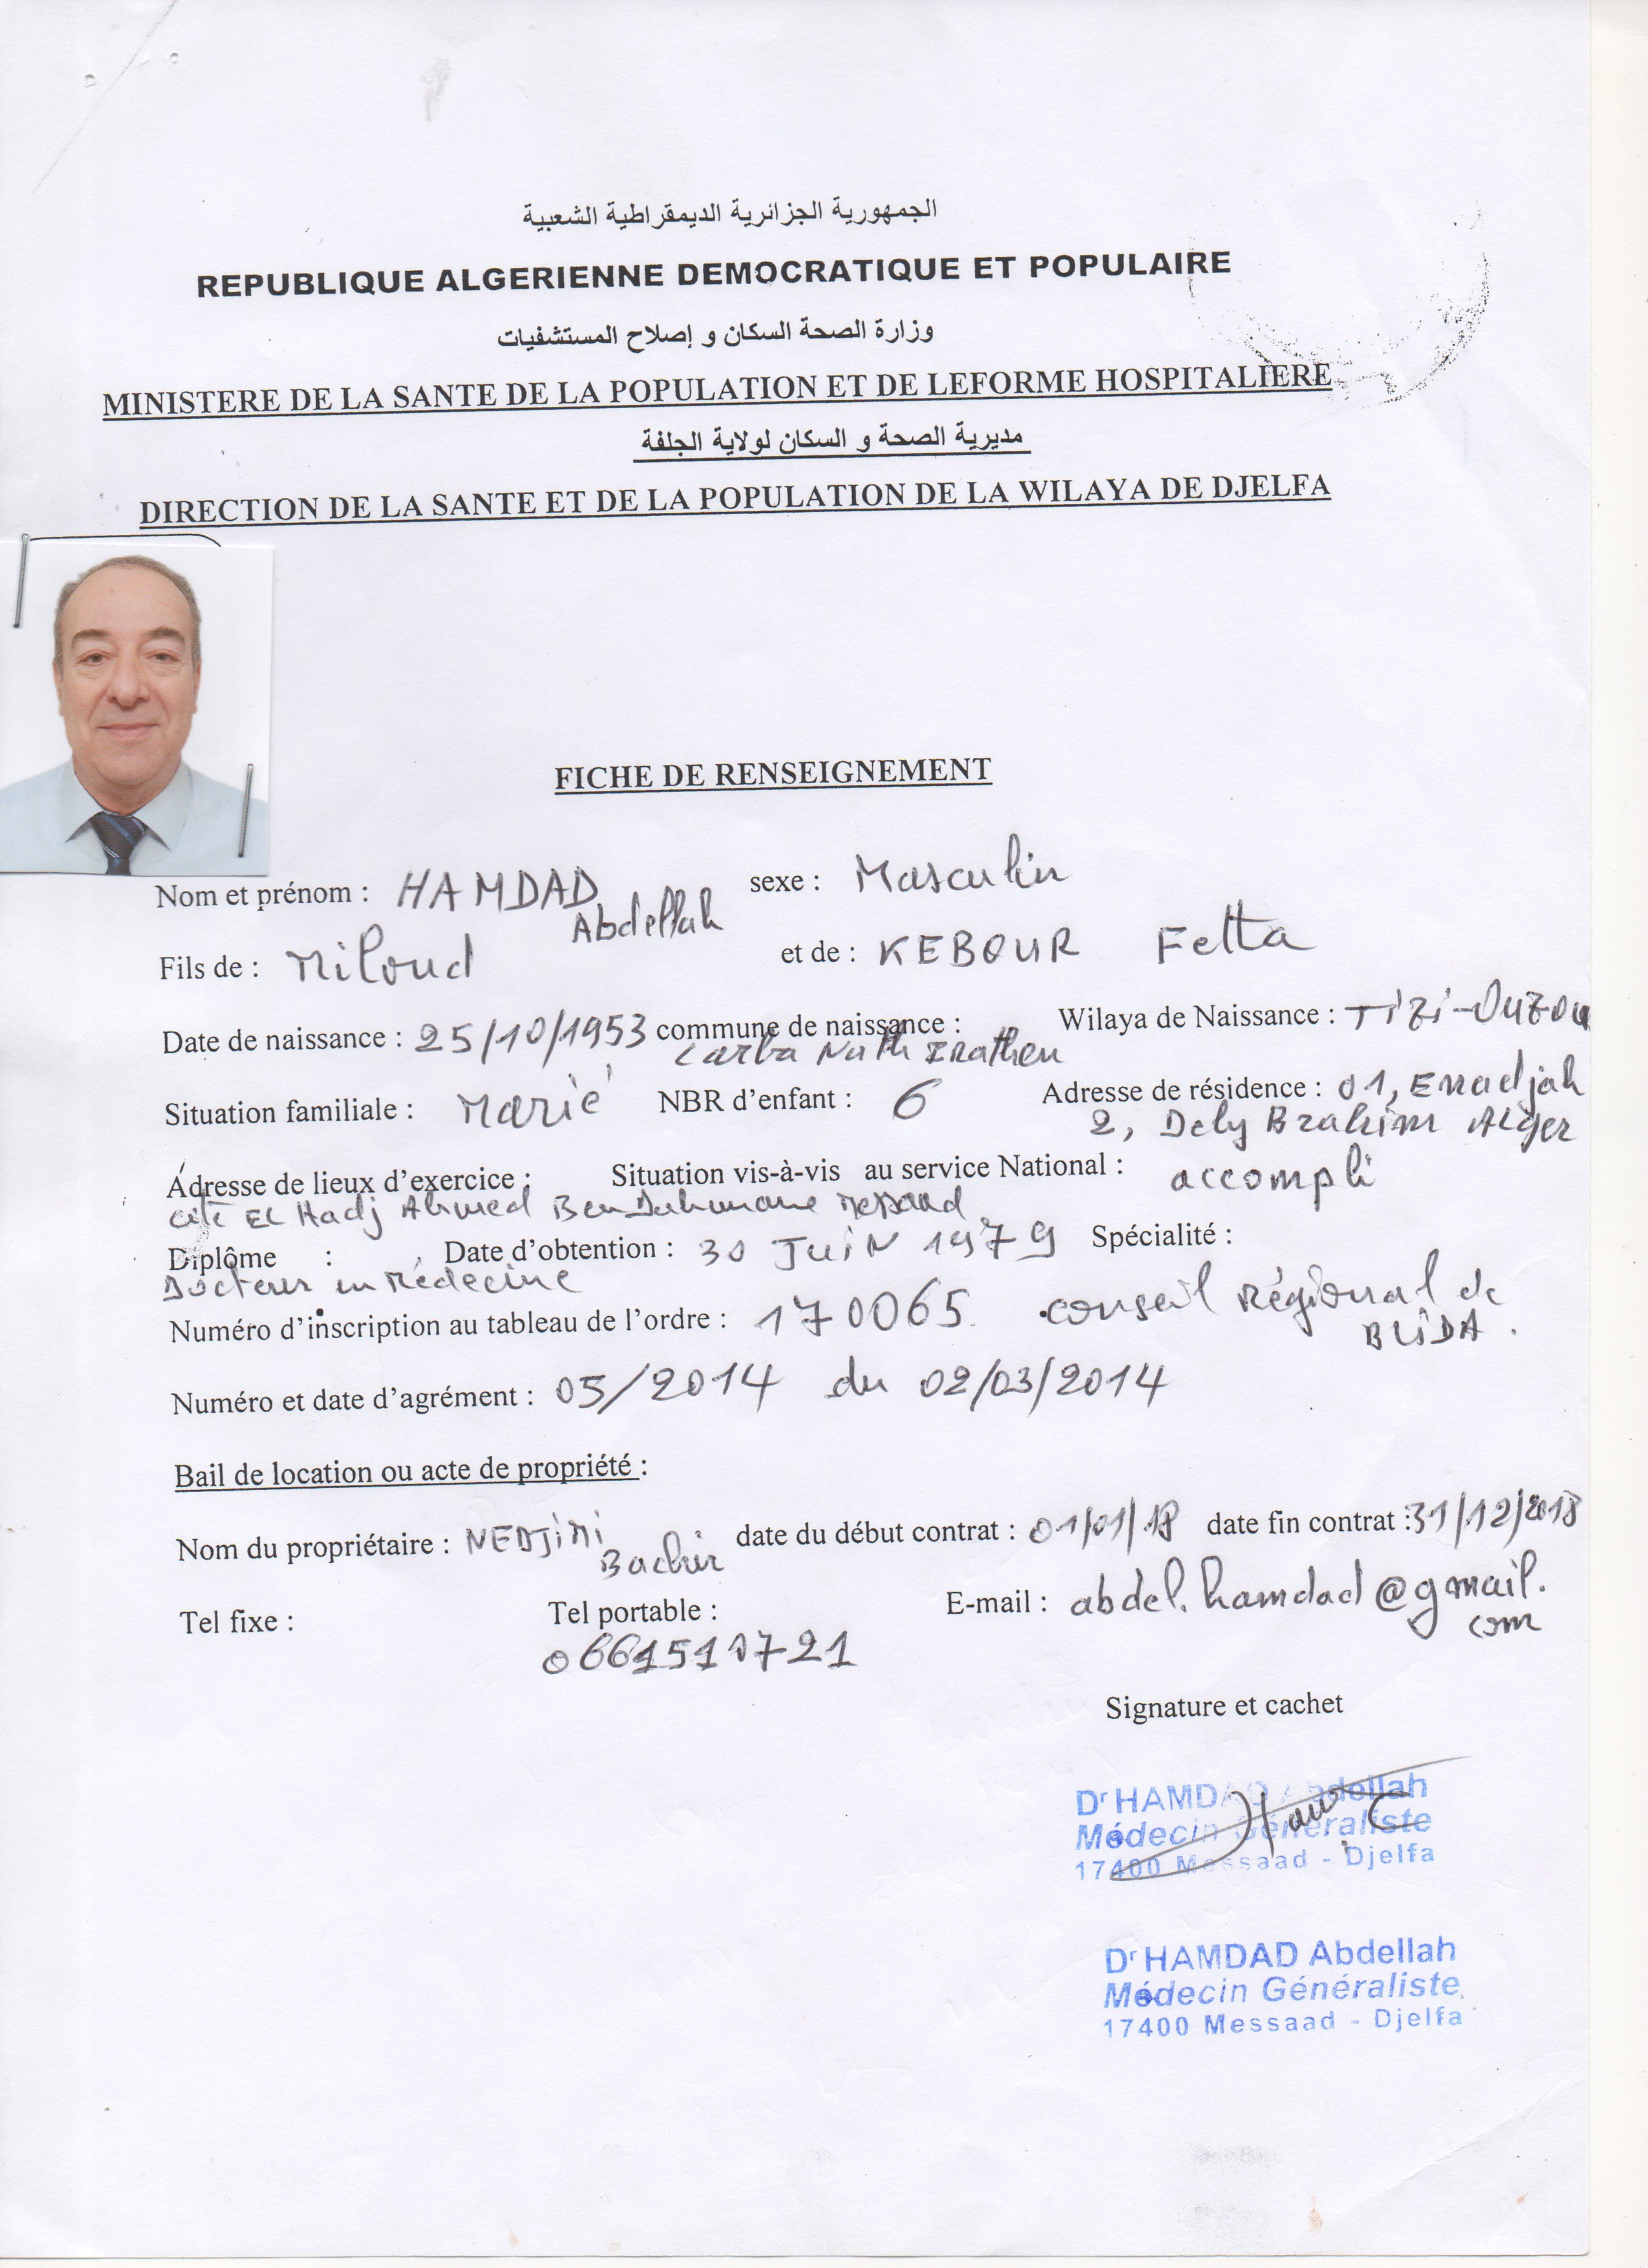 الجمهورية الجزائرية الديمقراطية الشعبية
REPUBLIQUE ALGERIENNE DEMOCRATIQUE ET POPULAIRE
وزارة الصحة السكان و إصلاح المستشفيات
MINISTERE DE LA SANTE DE LA POPULATION ET DE LEFORME HOSPITALIERE
مديرية الصحة و السكان لولاية الجلفة
DIRECTION DE LA SANTE ET DE LA POPULATION DE LA WILAYA DE DJELFA
FICHE DE RENSEIGNEMENT
Nom et prénom : HAMDAD sexe : Masculin
Abdellah
Fils de : Miloud et de : KEBOUR Fetta
Date de naissance : 25/10/1953 commune de naissance : Wilaya de Naissance : Tizi-Ouzou
Larba Nath Irathen
Situation familiale : Marié NBR d'enfant : 6 Adresse de résidence : 01, Ennadjah
2, Dely Brahim Alger
Adresse de lieux d'exercice : Situation vis-à-vis au service National : accompli
cité El Hadj Ahmed Ben Dahmane Messaad
Diplôme : Date d'obtention : 30 Juin 1979 Spécialité :
Docteur en Médecine
Numéro d'inscription au tableau de l'ordre : 170065 conseil Régional de
BLIDA.
Numéro et date d'agrément : 05/2014 du 02/03/2014
Bail de location ou acte de propriété :
Nom du propriétaire : NEDJIMI date du début contrat : 01/01/18 date fin contrat : 31/12/2018
Bachir
Tel fixe : Tel portable : E-mail : abdel.hamdad@gmail.
com
0661511721
Signature et cachet
Dr HAMDAD Abdellah
Médecin Généraliste
17400 Messaad - Djelfa
Dr HAMDAD Abdellah
Médecin Généraliste
17400 Messaad - Djelfa